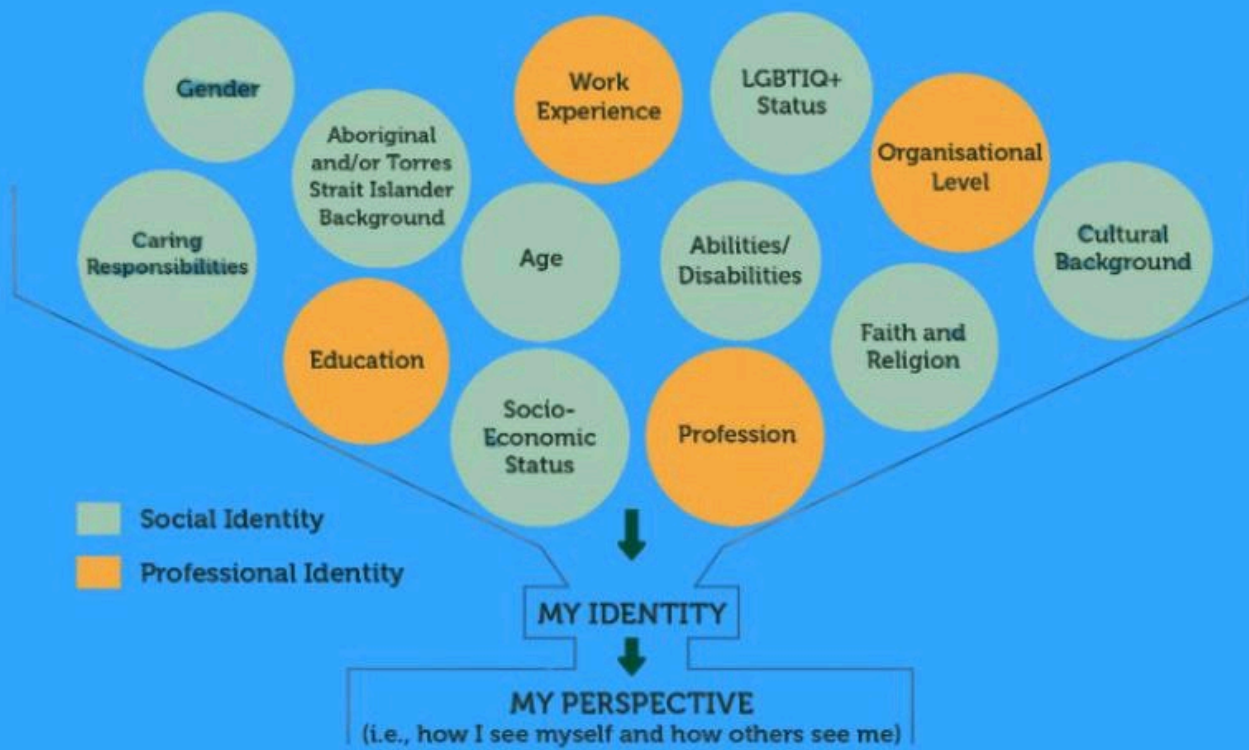 Gender
Aboriginal
and/or Torres
Strait Islander
Background
Work
Experience
LGBTIQ+
Status
Organisational
Level
Caring
Responsibilities
Age
Abilities/
Disabilities
Cultural
Background
Education
Socio-
Economic
Status
Profession
Faith and
Religion
Social Identity
Professional Identity
MY IDENTITY
MY PERSPECTIVE
(i.e., how I see myself and how others see me)